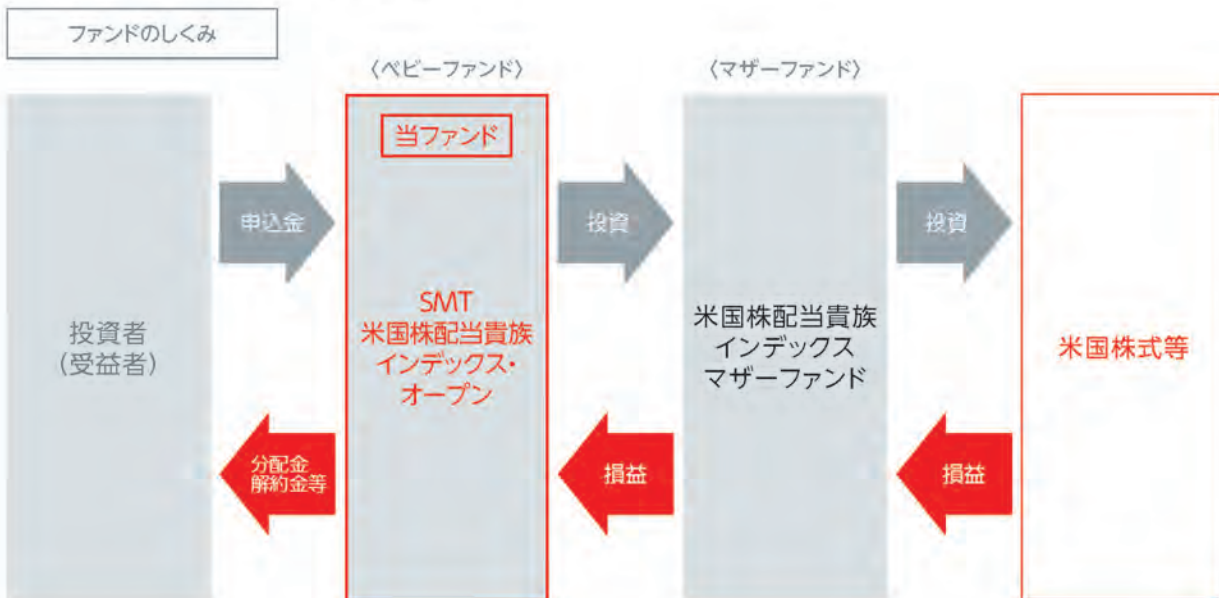 ファンドのしくみ
〈ベビーファンド〉
〈マザーファンド〉
当ファンド
申込金
投資
投資
投資者
(受益者)
SMT
米国株配当貴族
インデックス・
オープン
米国株配当貴族
インデックス
マザーファンド
米国株式等
分配金
解約金等
損益
損益